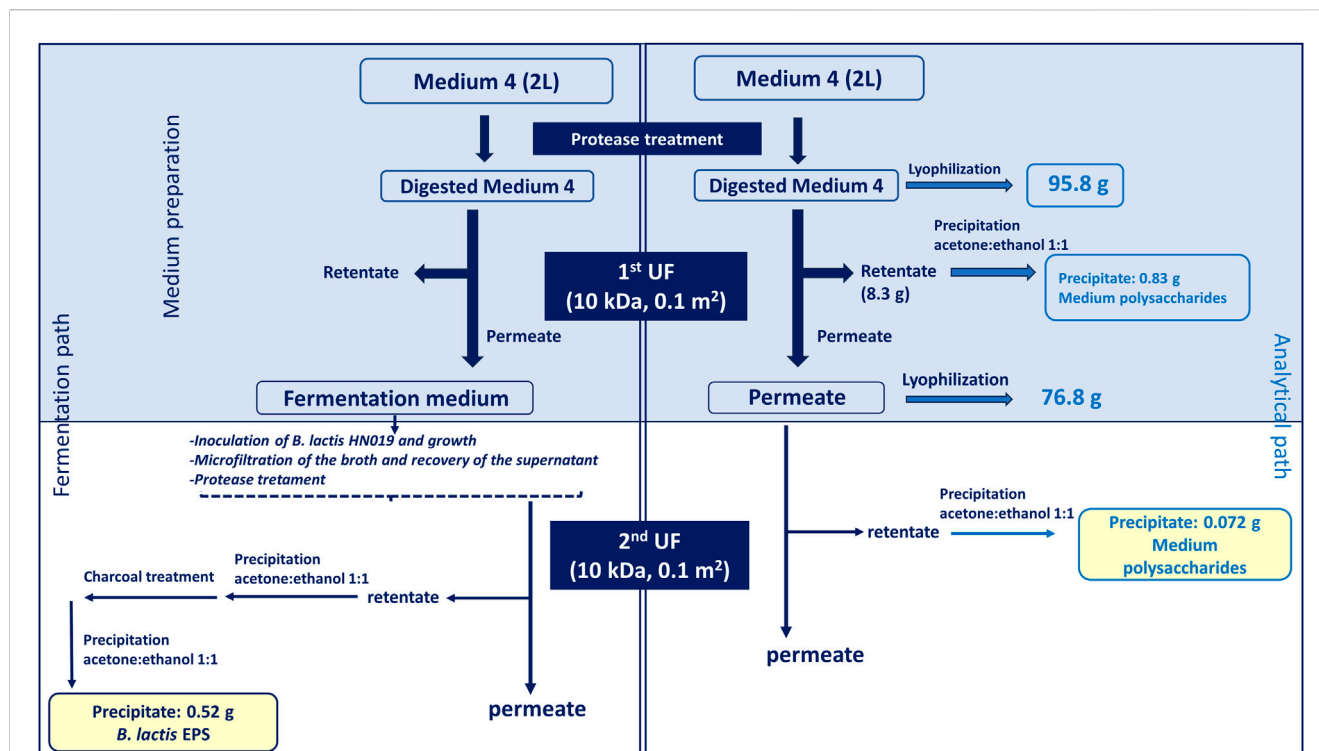 Medium 4 (2L)
Medium 4 (2L)
Protease treatment
Medium preparation
Digested Medium 4
Digested Medium 4
Lyophilization
95.8 g
Retentate
1st UF
(10 kDa, 0.1 m2)
Retentate
(8.3 g)
Precipitation
acetone:ethanol 1:1
Precipitate: 0.83 g
Medium polysaccharides
Permeate
Permeate
Fermentation path
Analytical path
Fermentation medium
Permeate
Lyophilization
76.8 g
-Inoculation of B. lactis HN019 and growth
-Microfiltration of the broth and recovery of the supernatant
-Protease tretament
2nd UF
(10 kDa, 0.1 m2)
retentate
Precipitation
acetone:ethanol 1:1
Precipitate: 0.072 g
Medium
polysaccharides
Charcoal treatment
Precipitation
acetone:ethanol 1:1
retentate
Precipitation
acetone:ethanol 1:1
permeate
permeate
Precipitate: 0.52 g
B. lactis EPS